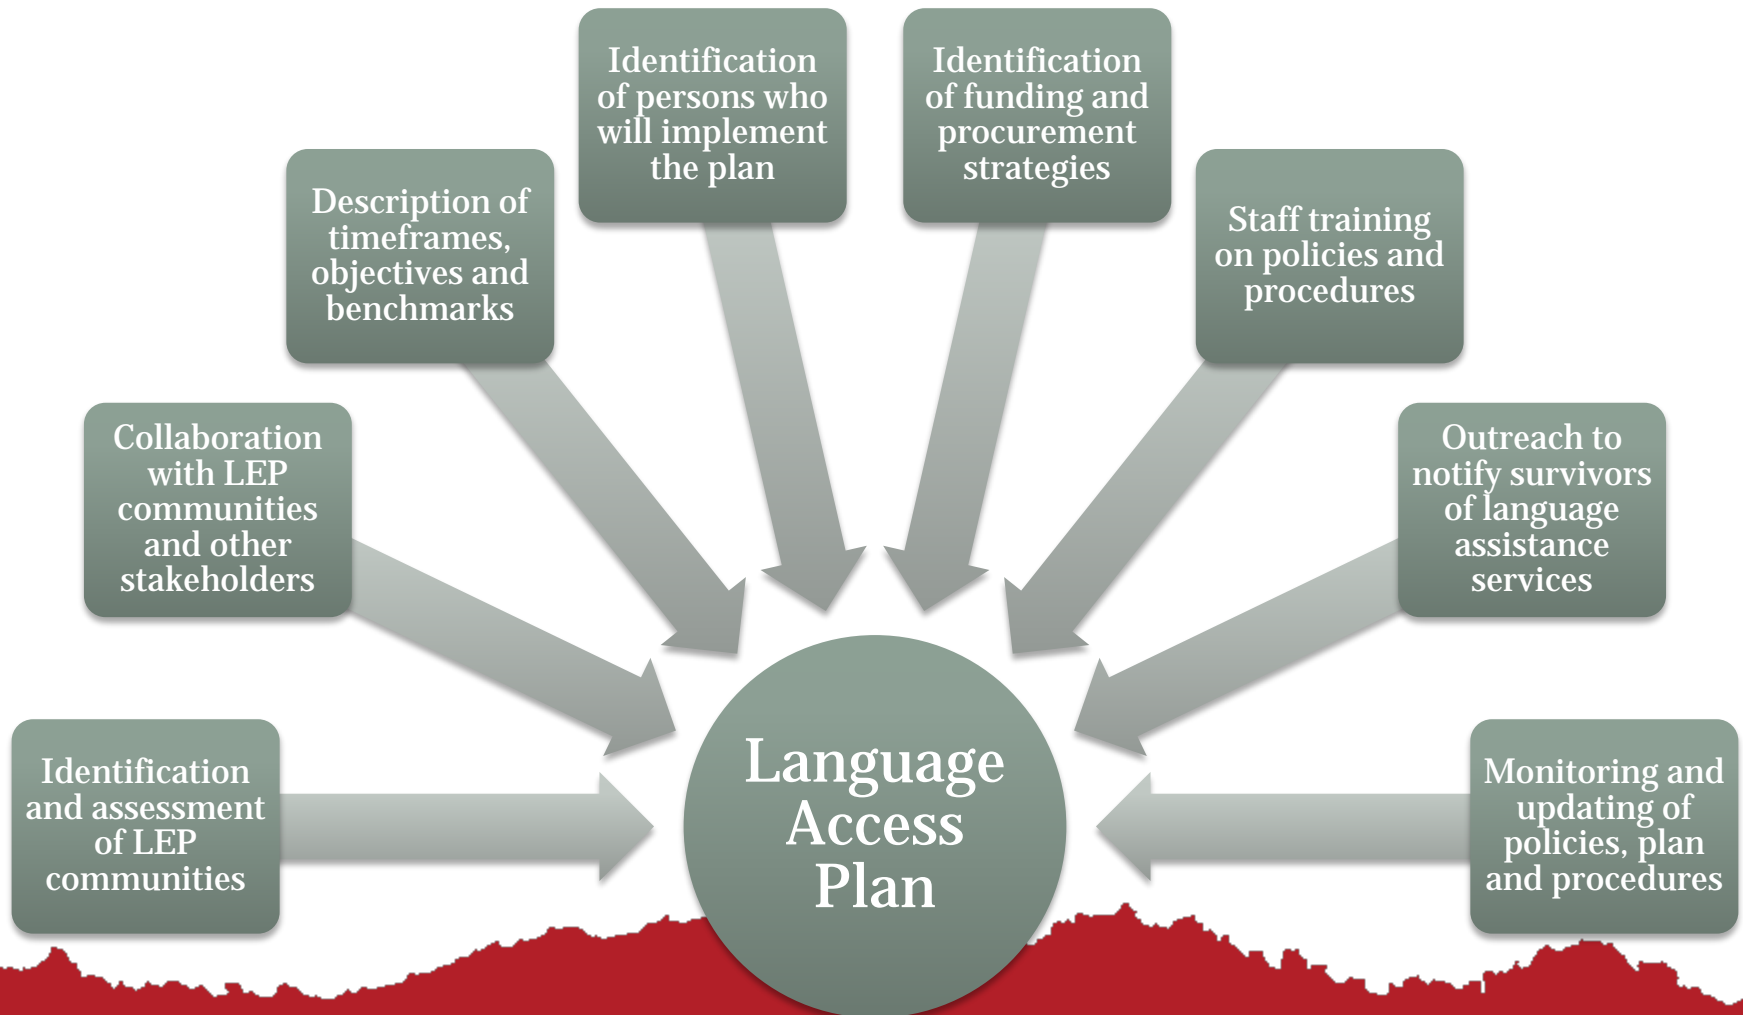 Identification
of persons who
will implement
the plan
Identification
of funding and
procurement
strategies
Description of
timeframes,
objectives and
benchmarks
Staff training
on policies and
procedures
Collaboration
with LEP
communities
and other
stakeholders
Outreach to
notify survivors
of language
assistance
services
Identification
and assessment
of LEP
communities
Language
Access
Plan
Monitoring and
updating of
policies, plan
and procedures